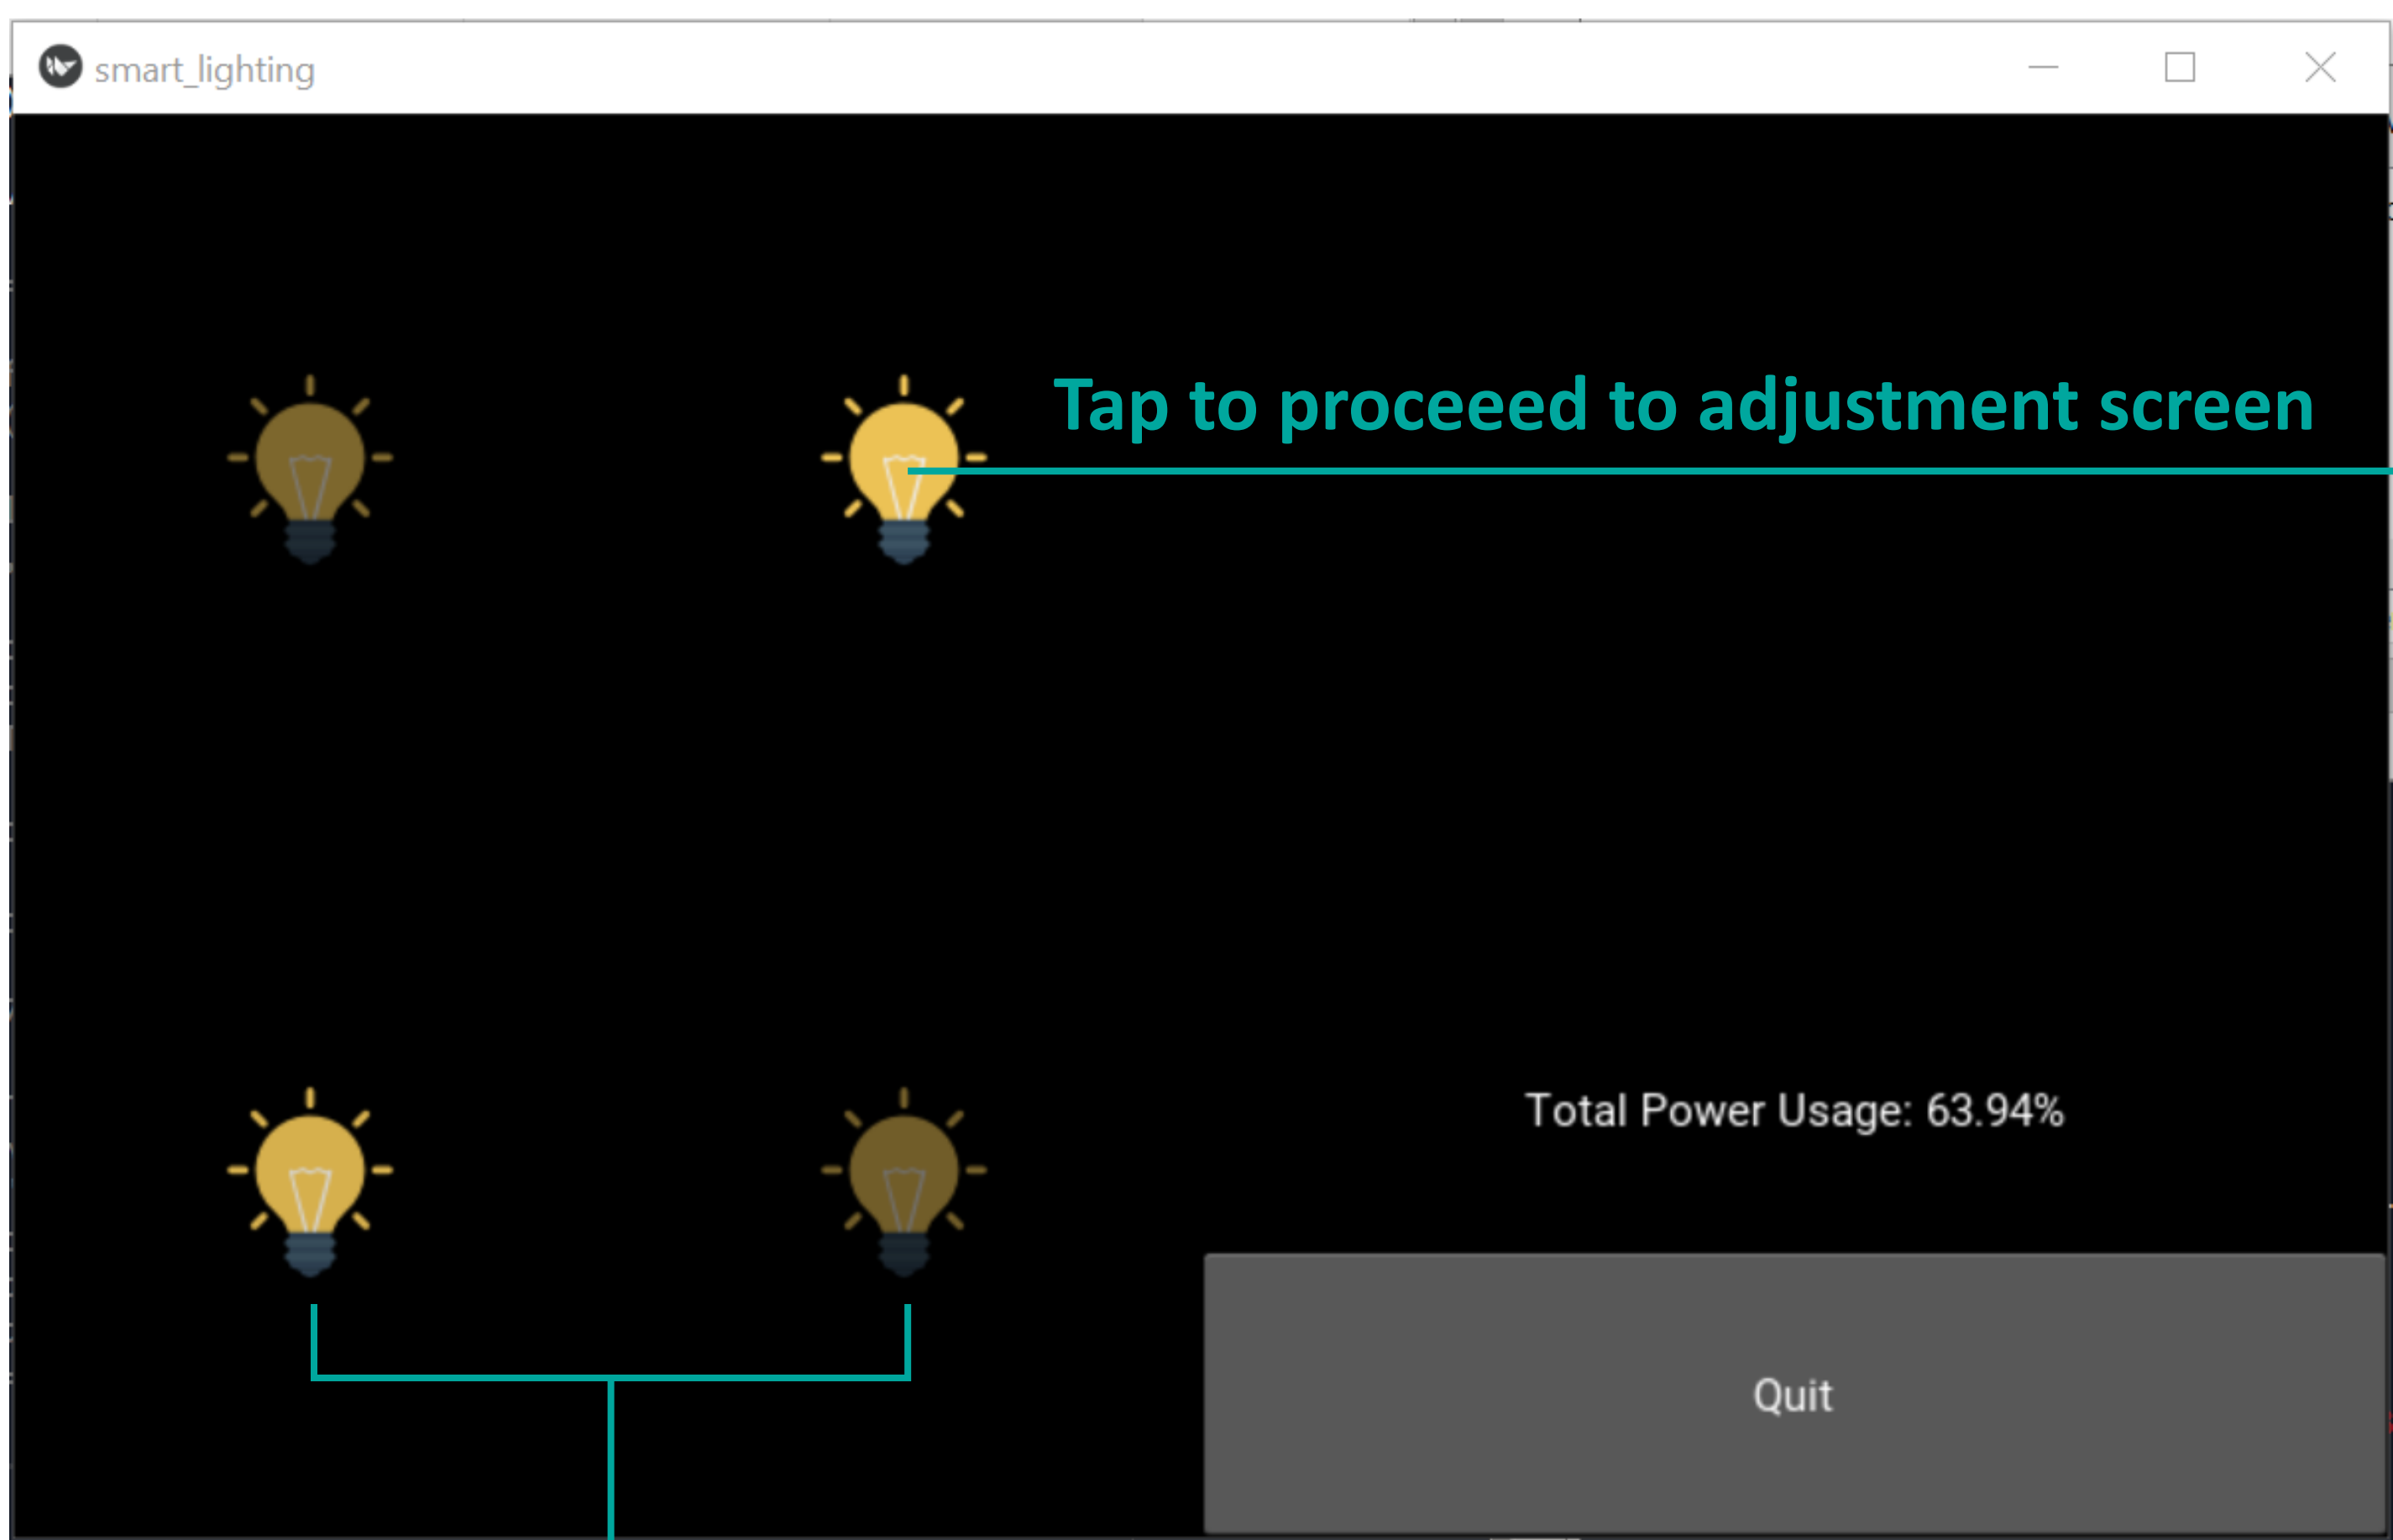 smart_lighting
Tap to proceeed to adjustment screen
Total Power Usage: 63.94%
Quit